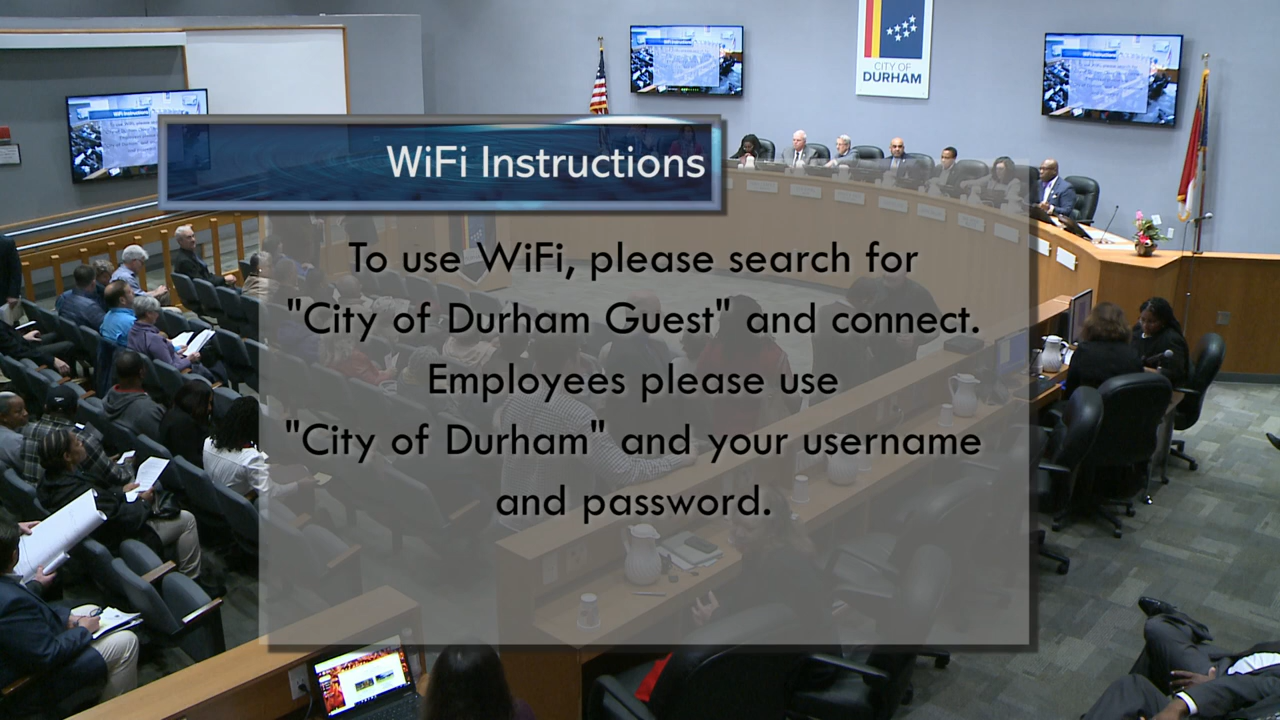 CITY OF
DURHAM
WiFi Instructions
To use WiFi, please search for
"City of Durham Guest" and connect.
Employees please use
"City of Durham" and your username
and password.